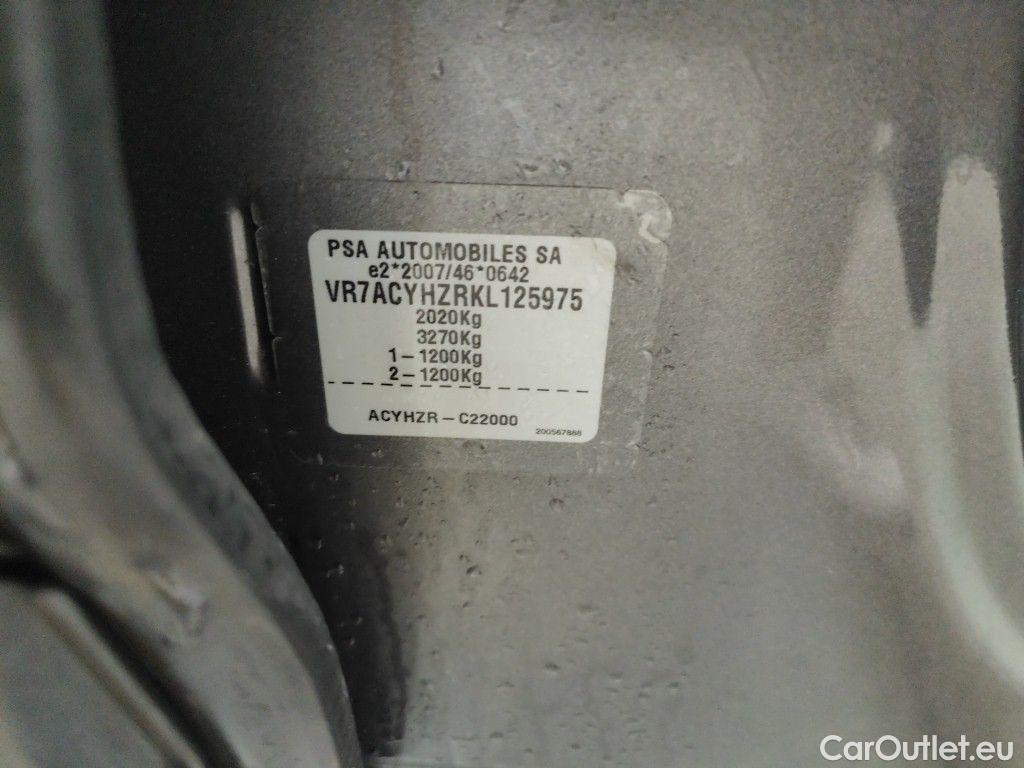 PSA AUTOMOBILES SA
e2*2007/46*0642
VR7ACYHZRKL125975
2020Kg
3270Kg
1-1200Kg
2-1200Kg
ACYHZR-C22000
200567888
CarOutlet.eu